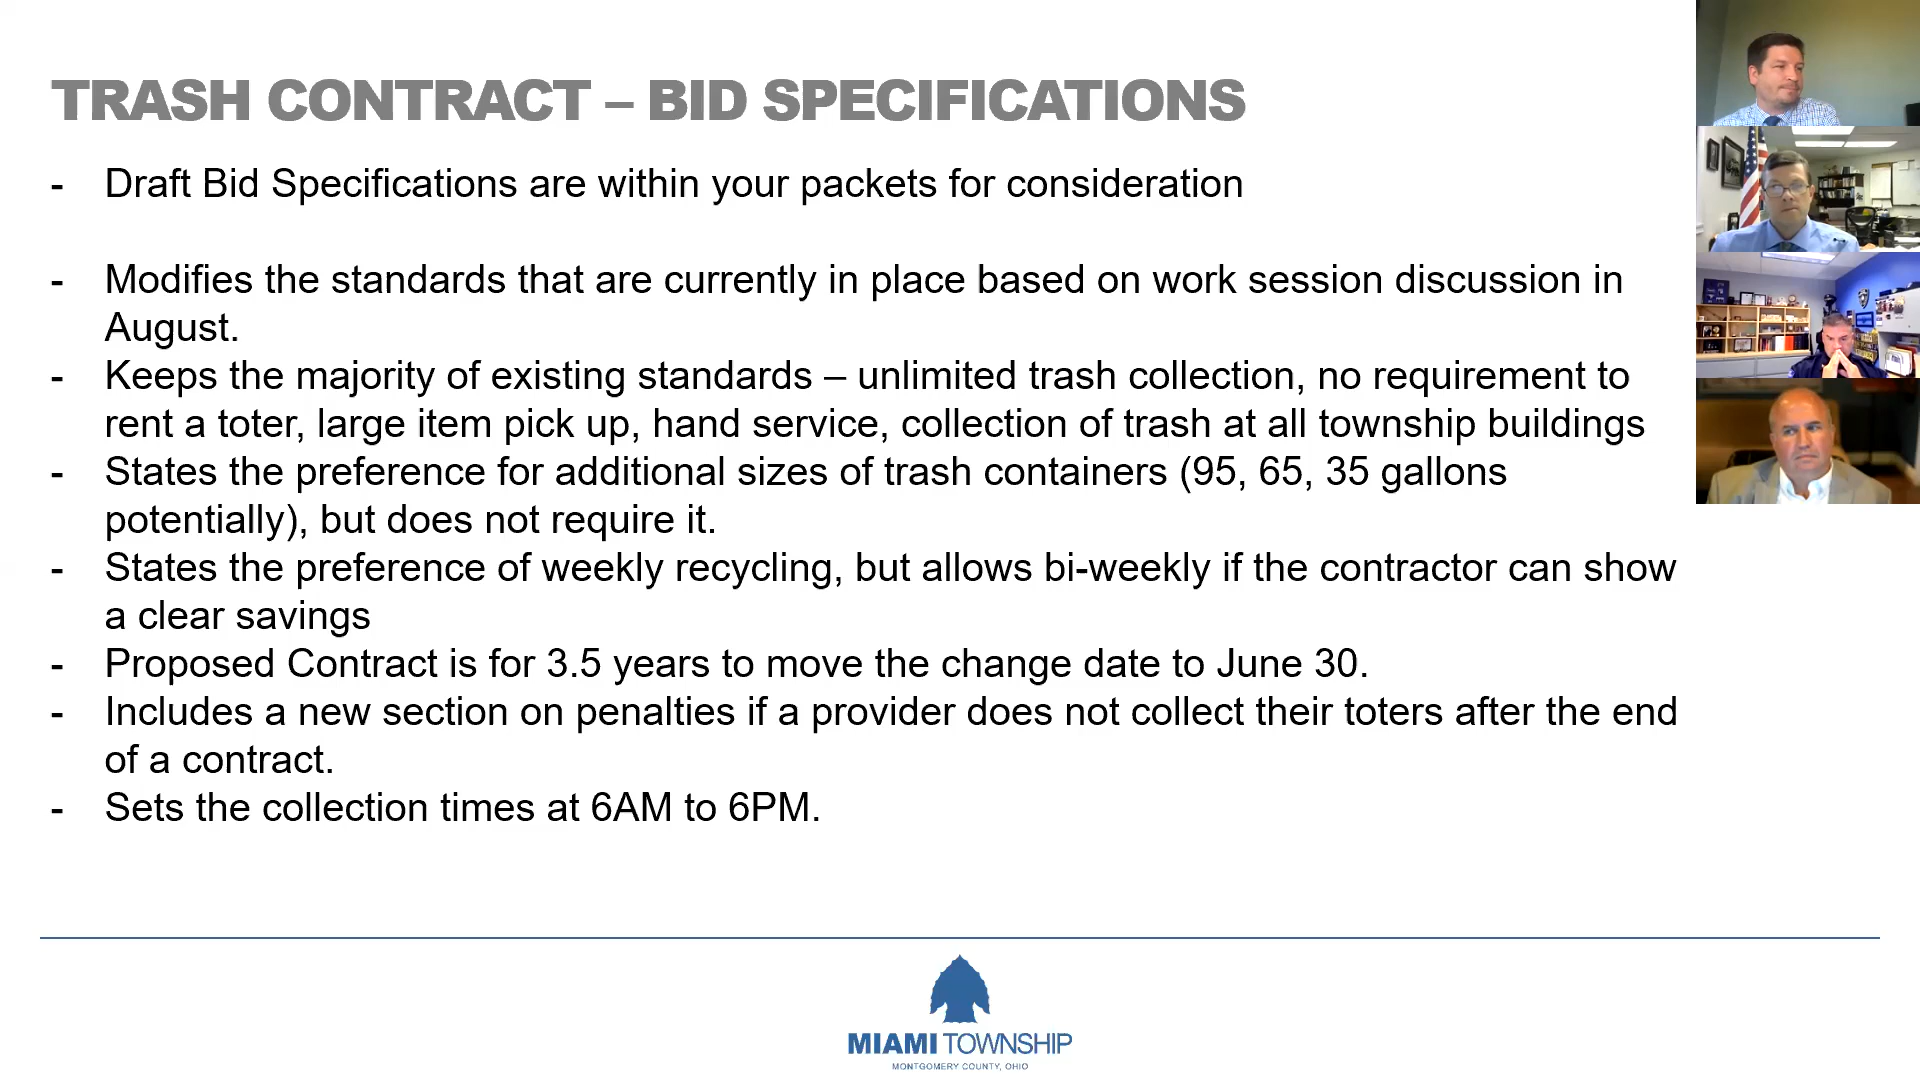 TRASH CONTRACT – BID SPECIFICATIONS
- Draft Bid Specifications are within your packets for consideration
- Modifies the standards that are currently in place based on work session discussion in
August.
- Keeps the majority of existing standards – unlimited trash collection, no requirement to
rent a toter, large item pick up, hand service, collection of trash at all township buildings
- States the preference for additional sizes of trash containers (95, 65, 35 gallons
potentially), but does not require it.
- States the preference of weekly recycling, but allows bi-weekly if the contractor can show
a clear savings
- Proposed Contract is for 3.5 years to move the change date to June 30.
- Includes a new section on penalties if a provider does not collect their toters after the end
of a contract.
- Sets the collection times at 6AM to 6PM.
MIAMI TOWNSHIP
MONTGOMERY COUNTY, OHIO